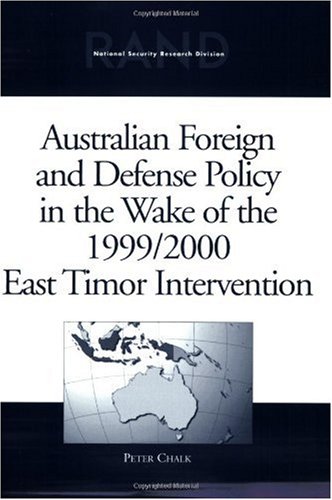 RAND
National Security Research Division
Australian Foreign
and Defense Policy
in the Wake of the
1999/2000
East Timor Intervention
PETER CHALK